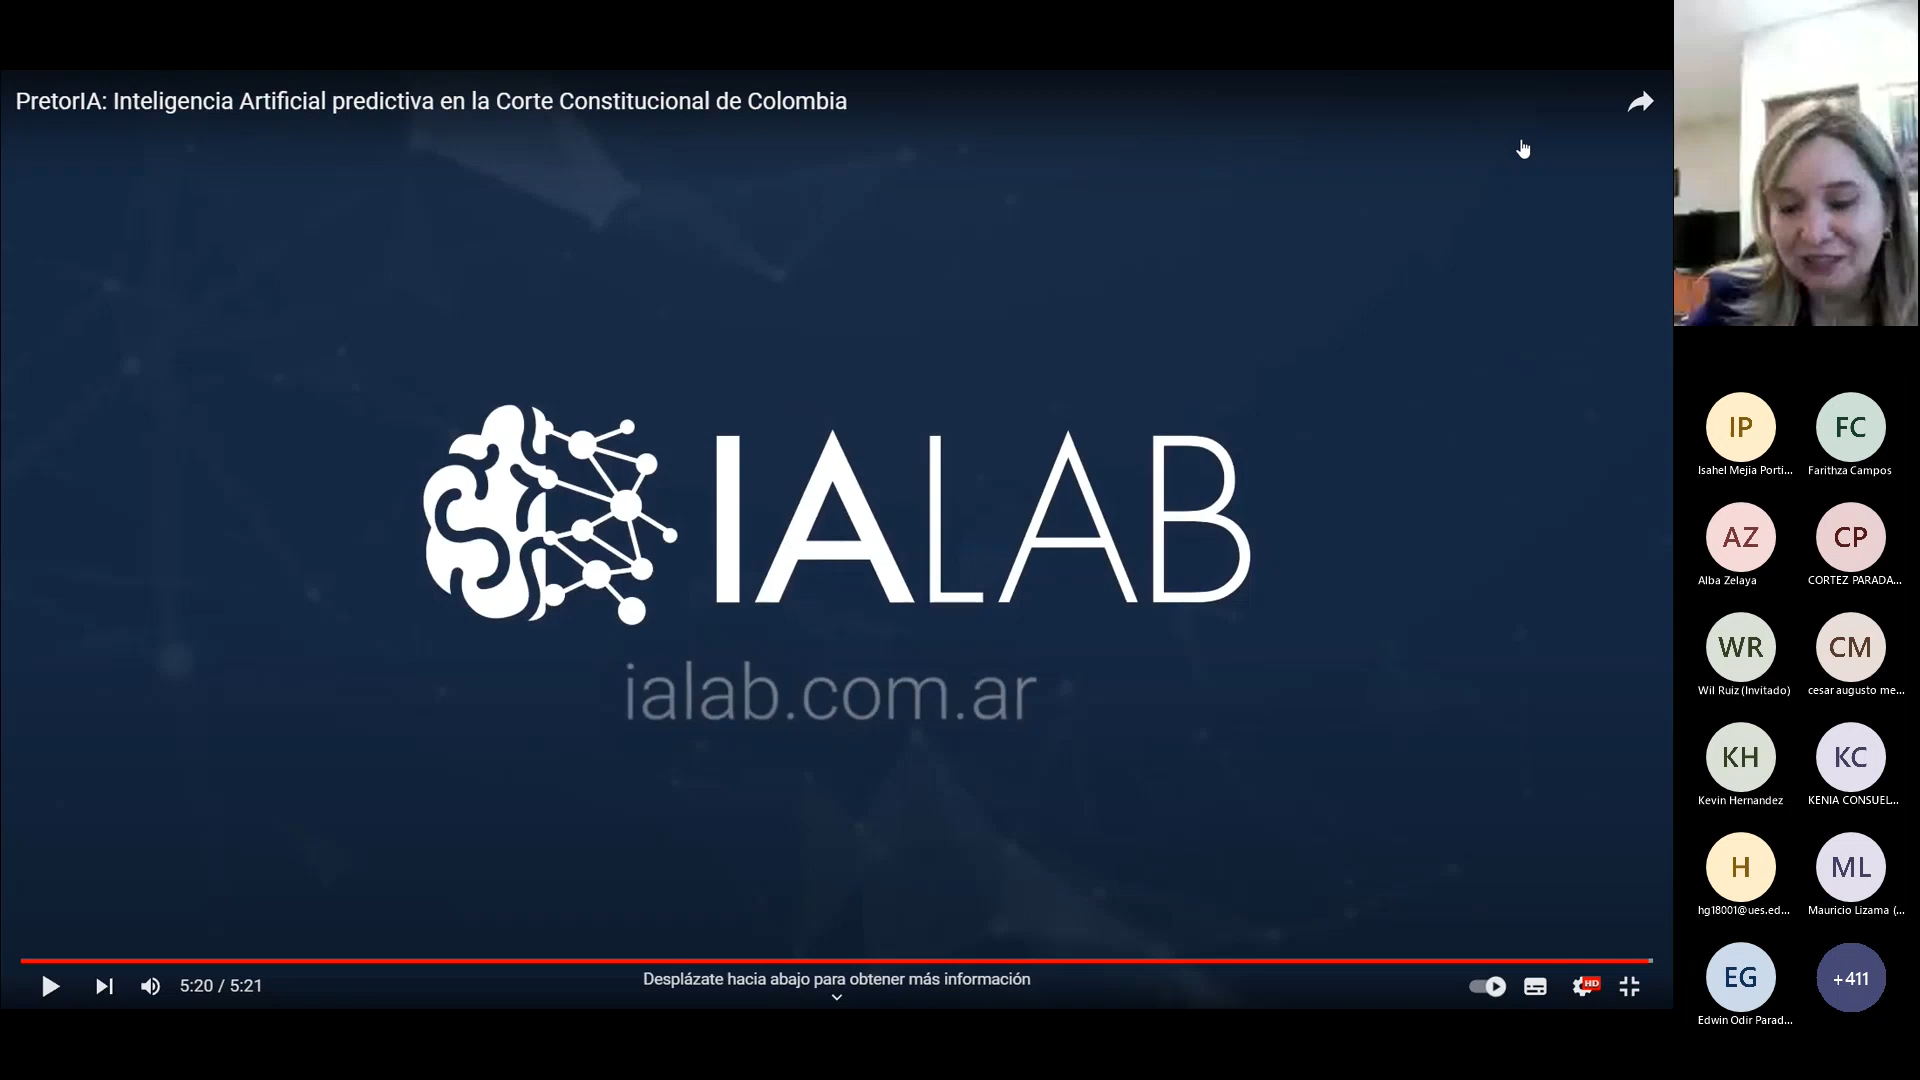 PretorIA: Inteligencia Artificial predictiva en la Corte Constitucional de Colombia
IALAB
ialab.com.ar
5:20 / 5:21
Desplázate hacia abajo para obtener más información
HD
IP
Isahel Mejia Porti...
FC
Farithza Campos
AZ
Alba Zelaya
CP
CORTEZ PARADA...
WR
Wil Ruiz (Invitado)
CM
cesar augusto me...
KH
Kevin Hernandez
KC
KENIA CONSUEL...
H
hg18001@ues.ed...
ML
Mauricio Lizama (...
EG
Edwin Odir Parad...
+411